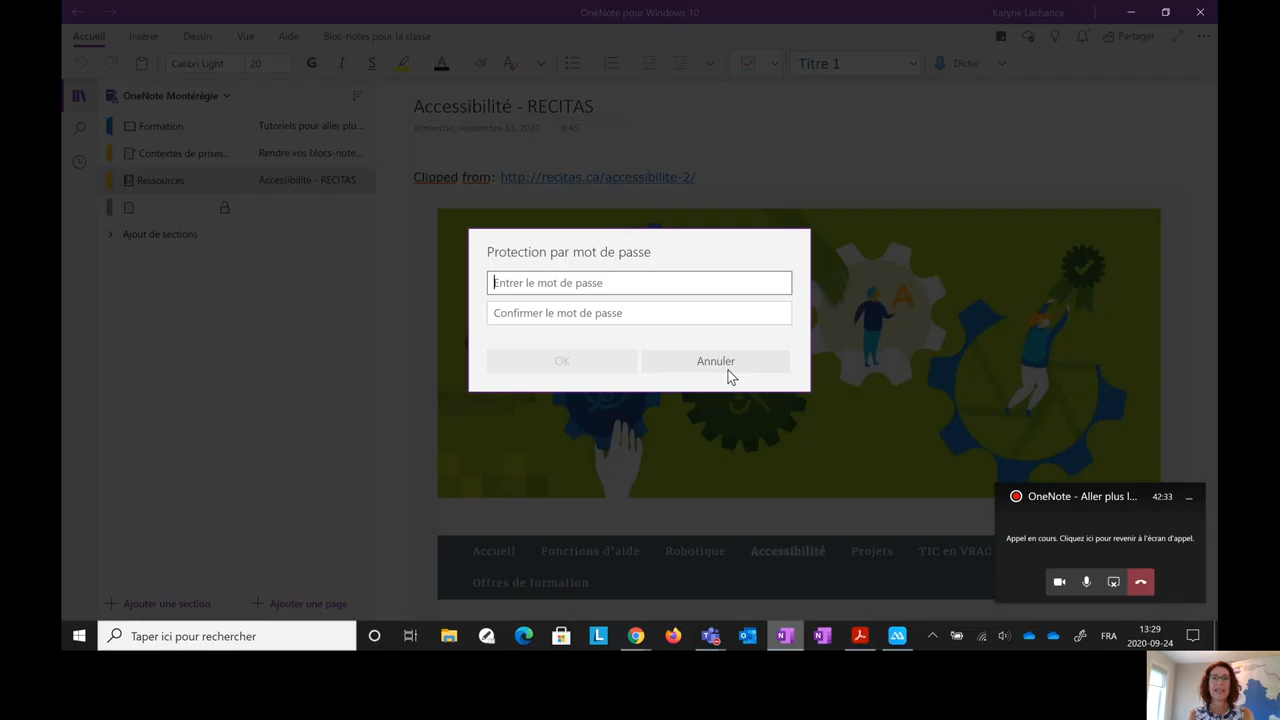 OneNote pour Windows 10
Karyne Lachance
Accueil Insérer Dessin Vue Aide Bloc-notes pour la classe
Partager
Calibri Light 20 G I S A Titre 1 Dicter
OneNote Montérégie
Accessibilité - RECITAS
dimanche, septembre 13, 2020 8:45
Formation Tutoriels pour aller plu...
Contextes de prises... Rendre vos blocs-note...
Ressources Accessibilité - RECITAS
Ajout de sections
Clipped from: http://recitas.ca/accessibilite-2/
A
Protection par mot de passe
Entrer le mot de passe
Confirmer le mot de passe
OK Annuler
OneNote - Aller plus l... 42:33
Appel en cours. Cliquez ici pour revenir à l'écran d'appel.
Accueil Fonctions d'aide Robotique Accessibilité Projets TIC en VRAC
Offres de formation
Ajouter une section Ajouter une page
Taper ici pour rechercher
L
FRA
13:29
2020-09-24